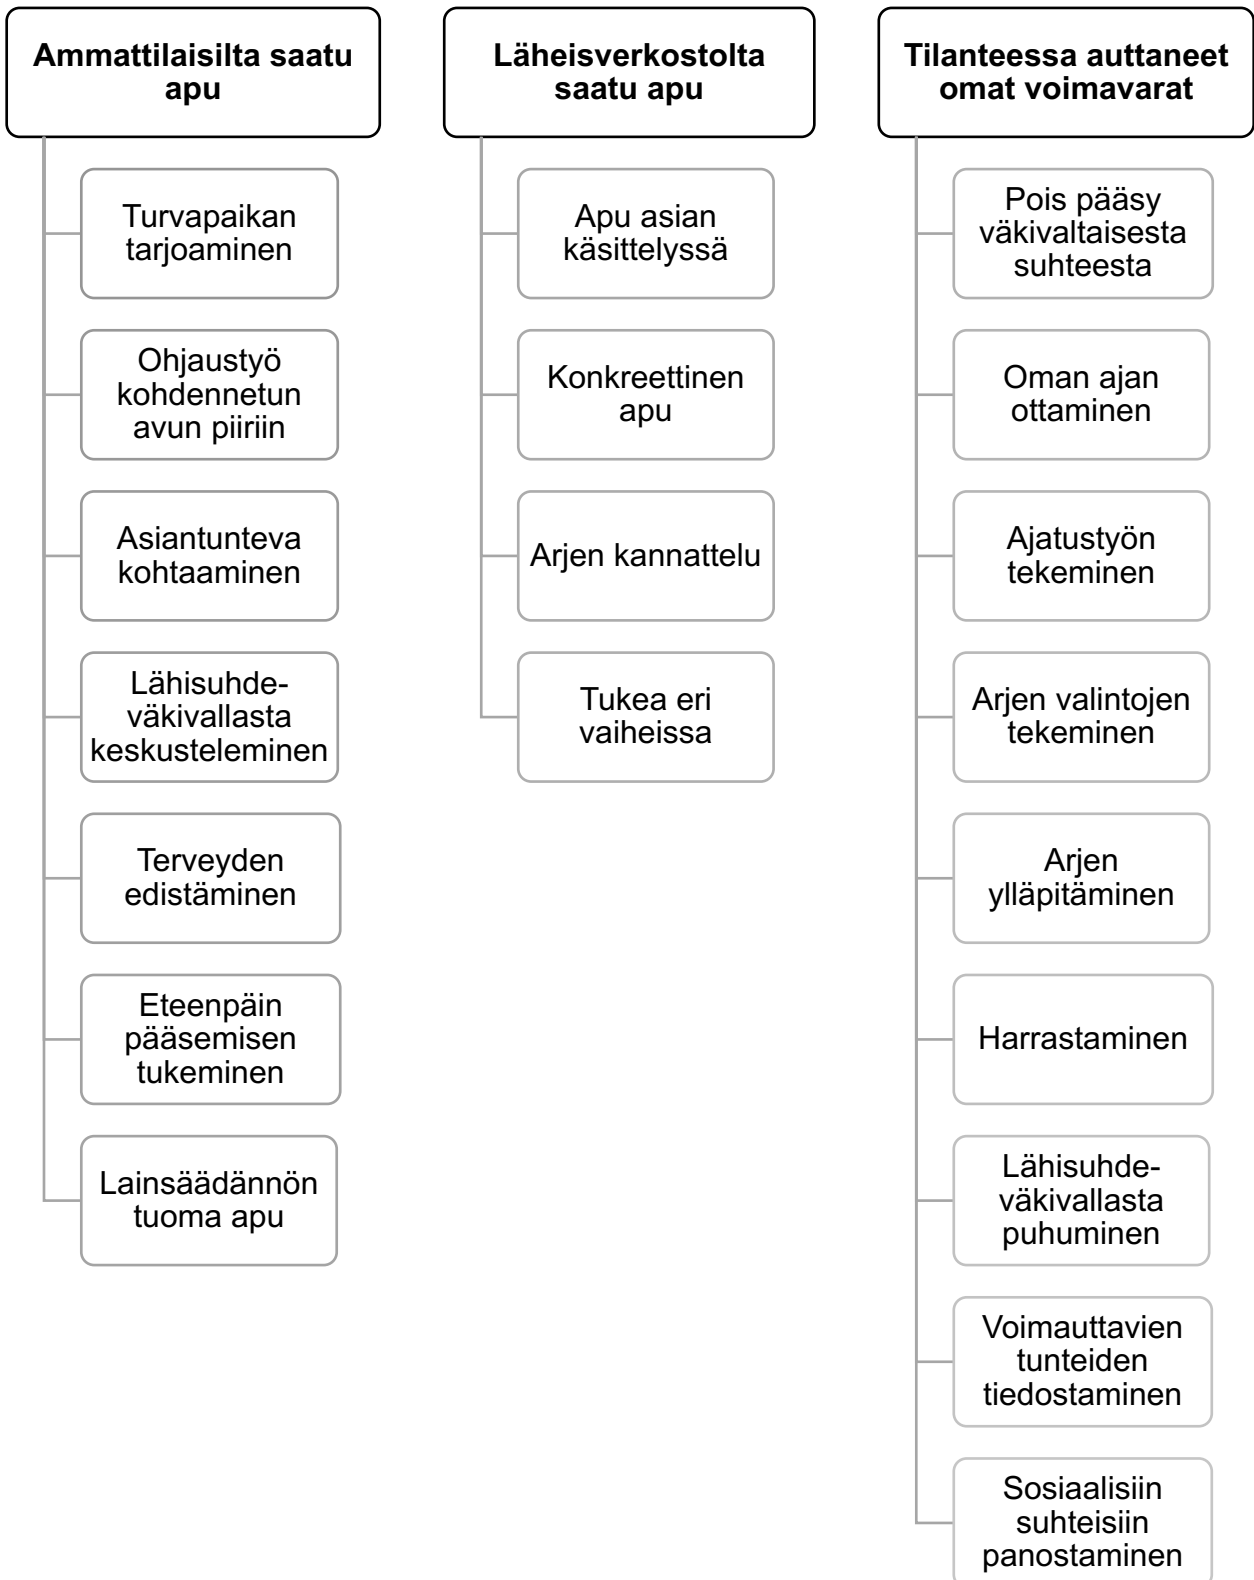 Ammattilaisilta saatu
apu
Turvapaikan
tarjoaminen
Ohjaustyö
kohdennetun
avun piiriin
Asiantunteva
kohtaaminen
Lähisuhde-
väkivallasta
keskusteleminen
Terveyden
edistäminen
Eteenpäin
pääsemisen
tukeminen
Lainsäädännön
tuoma apu
Läheisverkostolta
saatu apu
Apu asian
käsittelyssä
Konkreettinen
apu
Arjen kannattelu
Tukea eri
vaiheissa
Tilanteessa auttaneet
omat voimavarat
Pois pääsy
väkivaltaisesta
suhteesta
Oman ajan
ottaminen
Ajatustyön
tekeminen
Arjen valintojen
tekeminen
Arjen
ylläpitäminen
Harrastaminen
Lähisuhde-
väkivallasta
puhuminen
Voimauttavien
tunteiden
tiedostaminen
Sosiaalisiin
suhteisiin
panostaminen